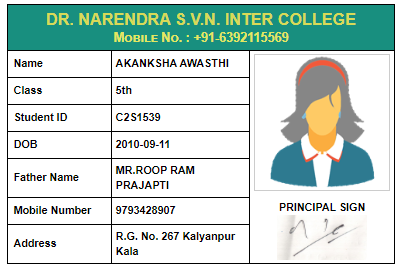 DR. NARENDRA S.V.N. INTER COLLEGE
MOBILE NO. : +91-6392115569
Name AKANKSHA AWASTHI
Class 5th
Student ID C2S1539
DOB 2010-09-11
Father Name MR.ROOP RAM
PRAJAPTI
Mobile Number 9793428907
Address R.G. No. 267 Kalyanpur
Kala
PRINCIPAL SIGN